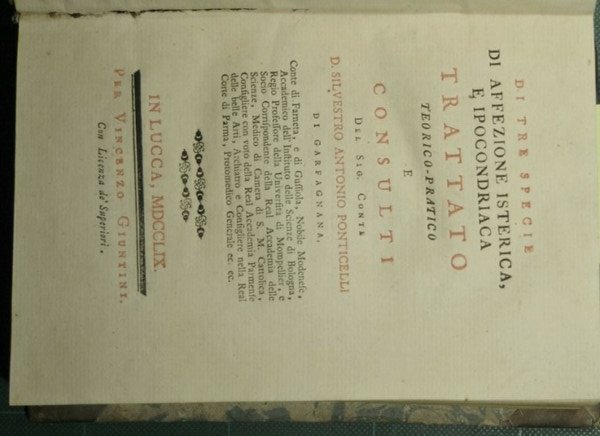 DI TRE SPECIE
DI AFFEZIONE ISTERICA,
E, IPOCONDRIACA
TRATTATO
TEORICO-PRATICO
E
CONSULTI
DEL SIG. CONTE
D. SILVESTRO ANTONIO PONTICELLI
DI GARFAGNANA,
Conte di Farneta, e di Guffiola, Nobile Modenese,
Accademico dell' Instituto delle Scienze di Bologna,
Regio Professore della Università di Mompellier, e
Socio Corrispondente della Real Accademia delle
Scienze, Medico di Camera di S. M. Cattolica,
Consigliere con voto della Real Accademia Parmense
delle belle Arti, Archiatro e Consigliere nella Real
Corte di Parma, Protomedico Generale ec. ec.
IN LUCCA, MDCCLIX.
PER VINCENZO GIUNTINI,
Con Licenza de' Superiori.